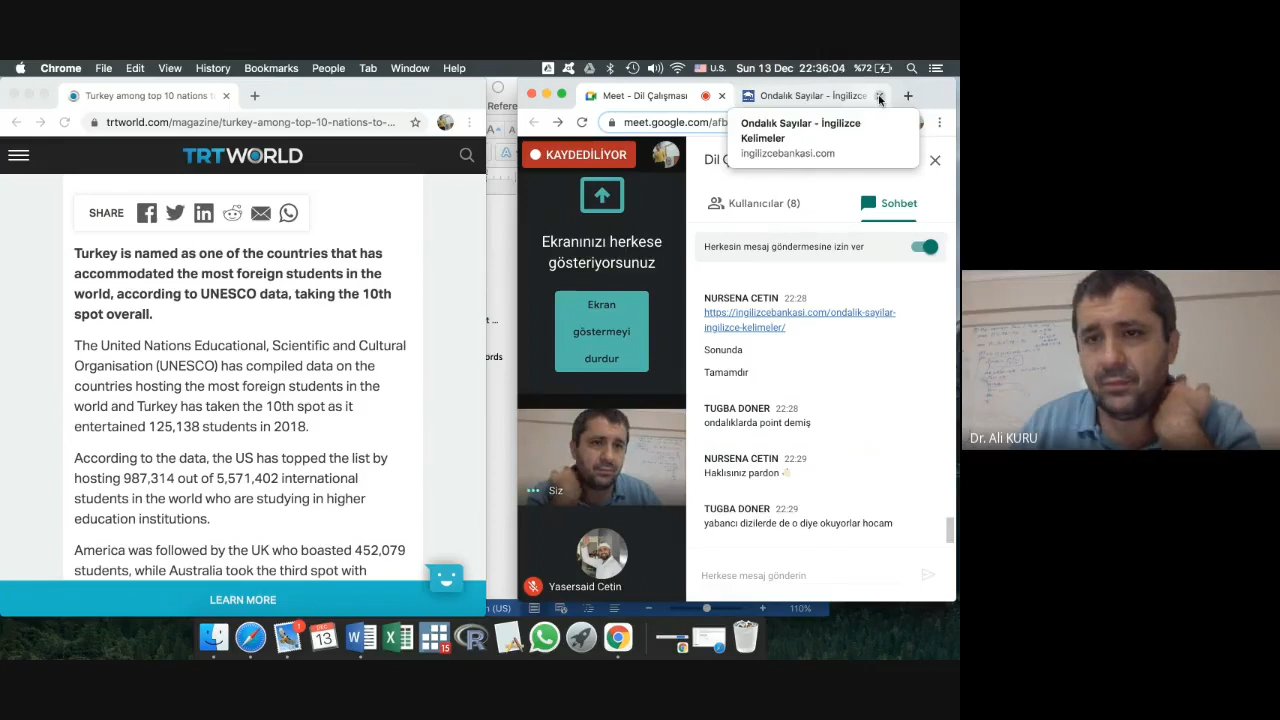 Chrome File Edit View History Bookmarks People Tab Window Help
U.S. Sun 13 Dec 22:36:04 %72
Turkey among top 10 nations t
trtworld.com/magazine/turkey-among-top-10-nations-to-...
TRTWORLD
SHARE
Turkey is named as one of the countries that has
accommodated the most foreign students in the
world, according to UNESCO data, taking the 10th
spot overall.
The United Nations Educational, Scientific and Cultural
Organisation (UNESCO) has compiled data on the
countries hosting the most foreign students in the
world and Turkey has taken the 10th spot as it
entertained 125,138 students in 2018.
According to the data, the US has topped the list by
hosting 987,314 out of 5,571,402 international
students in the world who are studying in higher
education institutions.
America was followed by the UK who boasted 452,079
students, while Australia took the third spot with
LEARN MORE
Meet - Dil Çalışması
Ondalık Sayılar - İngilizce
meet.google.com/afb
Ondalık Sayılar - İngilizce
Kelimeler
ingilizcebankasi.com
KAYDEDİLİYOR
Ekranınızı herkese
gösteriyorsunuz
Ekran
göstermeyi
durdur
Siz
Yasersaid Cetin
Kullanıcılar (8)
Sohbet
Herkesin mesaj göndermesine izin ver
NURSENA CETIN 22:28
https://ingilizcebankasi.com/ondalik-sayilar-
ingilizce-kelimeler/
Sonunda
Tamamdır
TUGBA DONER 22:28
ondalıklarda point demiş
NURSENA CETIN 22:29
Haklısınız pardon
TUGBA DONER 22:29
yabancı dizilerde de o diye okuyorlar hocam
Herkese mesaj gönderin
(US)
110%
1
DEC
13
15
Dr. Ali KURU